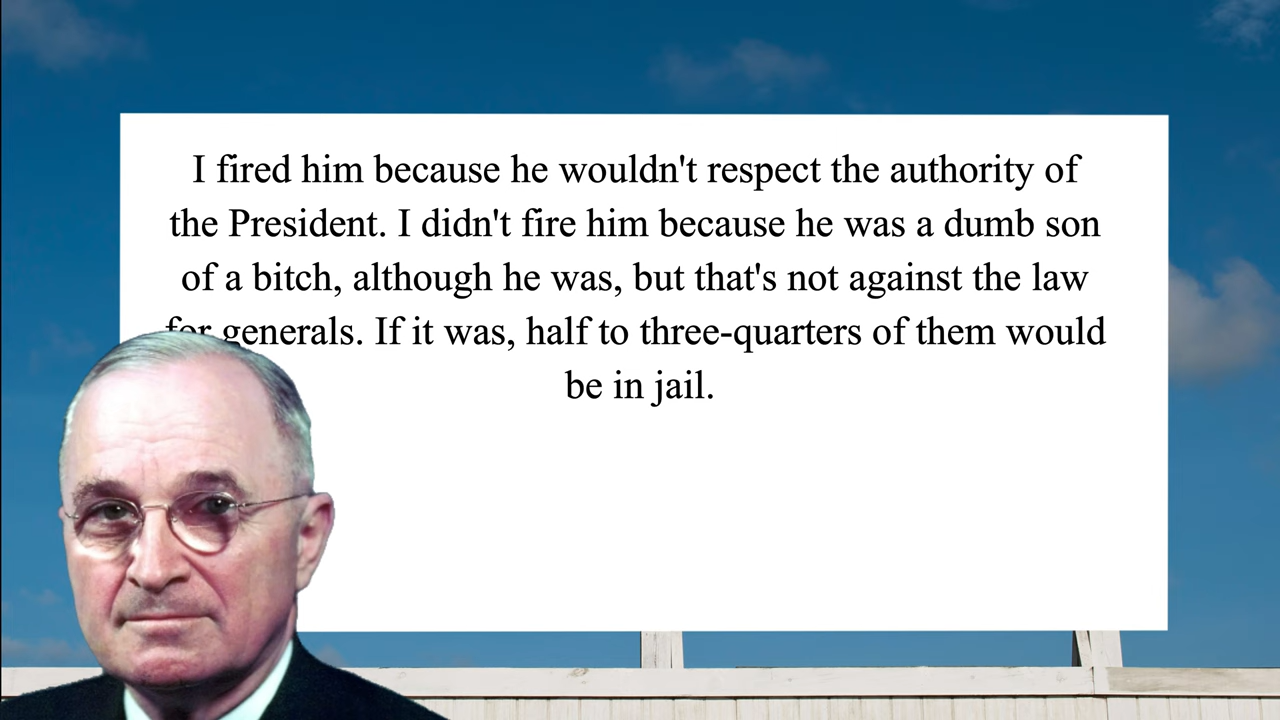 I fired him because he wouldn't respect the authority of
the President. I didn't fire him because he was a dumb son
of a bitch, although he was, but that's not against the law
for generals. If it was, half to three-quarters of them would
be in jail.